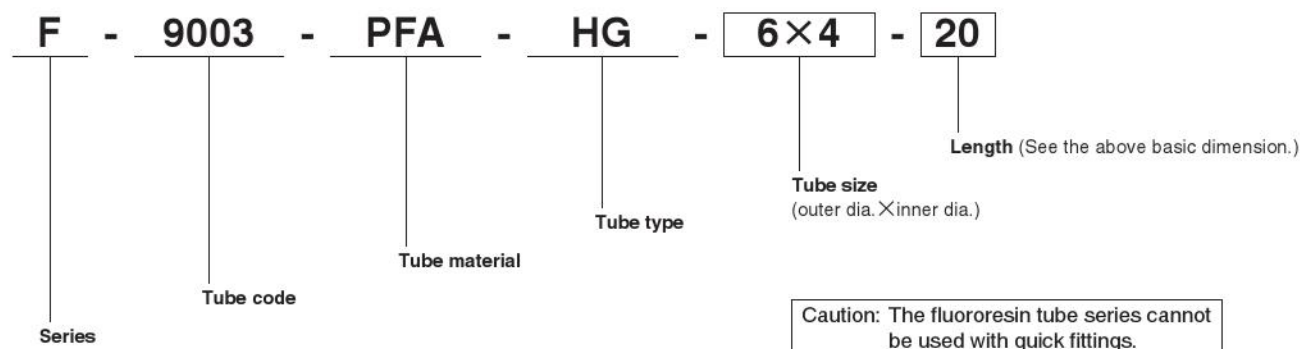 F - 9003 - PFA - HG - 6×4 - 20
Length (See the above basic dimension.)
Tube size
(outer dia.×inner dia.)
Tube type
Tube material
Tube code
Series
Caution: The fluororesin tube series cannot
be used with quick fittings.